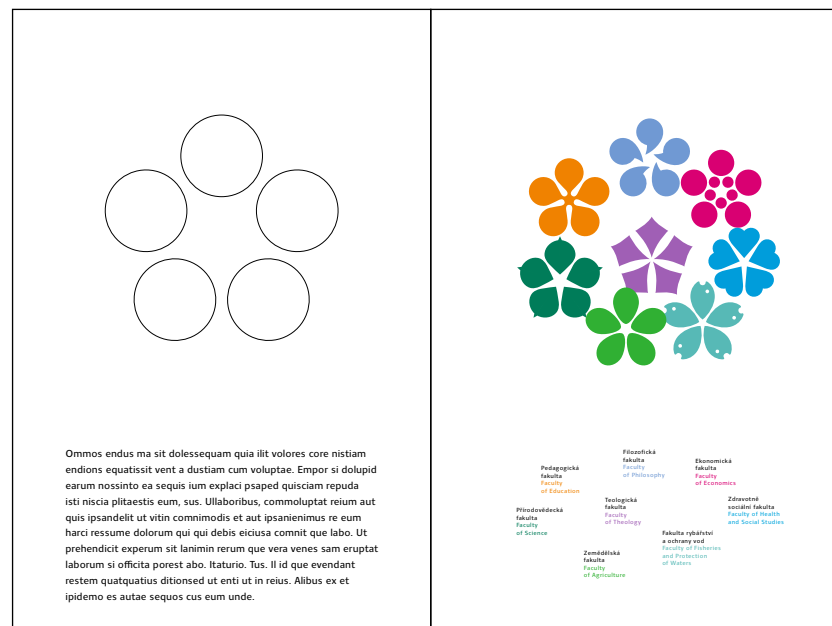 Ommos endus ma sit dolessequam quia ilit volores core nistiam
endions equatissit vent a dustiam cum voluptae. Empor si dolupid
earum nossinto ea sequis ium explaci psaped quisciam repuda
isti niscia plitaestis eum, sus. Ullaboribus, commoluptat reium aut
quis ipsandelit ut vitin comnimodis et aut ipsanienimus re eum
harci ressume dolorum qui qui debis eiciusa comnit que labo. Ut
prehendicit experum sit lanimin rerum que vera venes sam eruptat
laborum si officita porest abo. Itaturio. Tus. Il id que evendant
restem quatquatius ditionsed ut enti ut in reius. Alibus ex et
ipidemo es autae sequos cus eum unde.
Filozofická
fakulta
Faculty
of Philosophy
Ekonomická
fakulta
Faculty
of Economics
Pedagogická
fakulta
Faculty
of Education
Teologická
fakulta
Faculty
of Theology
Zdravotně
sociální fakulta
Faculty of Health
and Social Studies
Přírodovědecká
fakulta
Faculty
of Science
Fakulta rybářství
a ochrany vod
Faculty of Fisheries
and Protection
of Waters
Zemědělská
fakulta
Faculty
of Agriculture